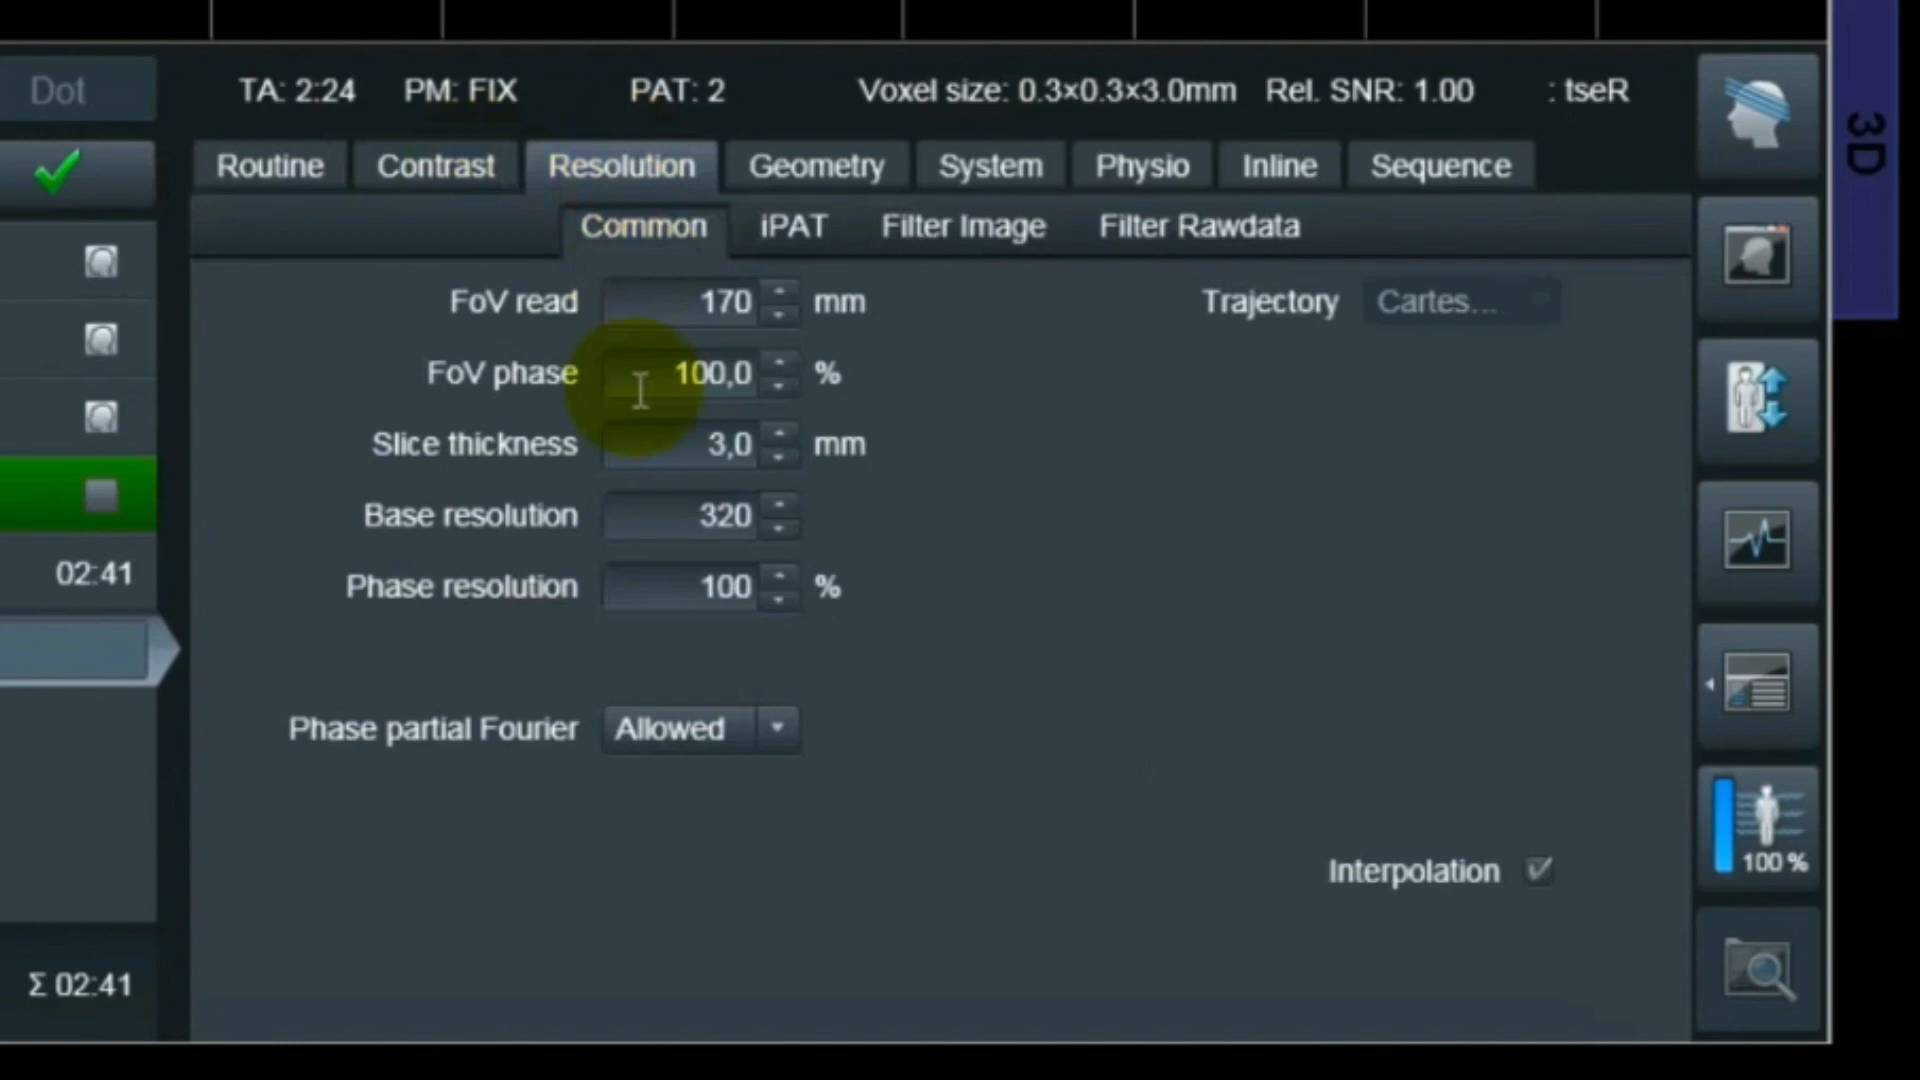 Dot
TA: 2:24 PM: FIX PAT: 2 Voxel size: 0.3×0.3×3.0mm Rel. SNR: 1.00 : tseR
Routine Contrast Resolution Geometry System Physio Inline Sequence
Common iPAT Filter Image Filter Rawdata
FoV read 170 mm Trajectory Cartes...
FoV phase 100,0 %
Slice thickness 3,0 mm
Base resolution 320
Phase resolution 100 %
Phase partial Fourier Allowed
Interpolation
02:41
Σ 02:41
100 %
3D